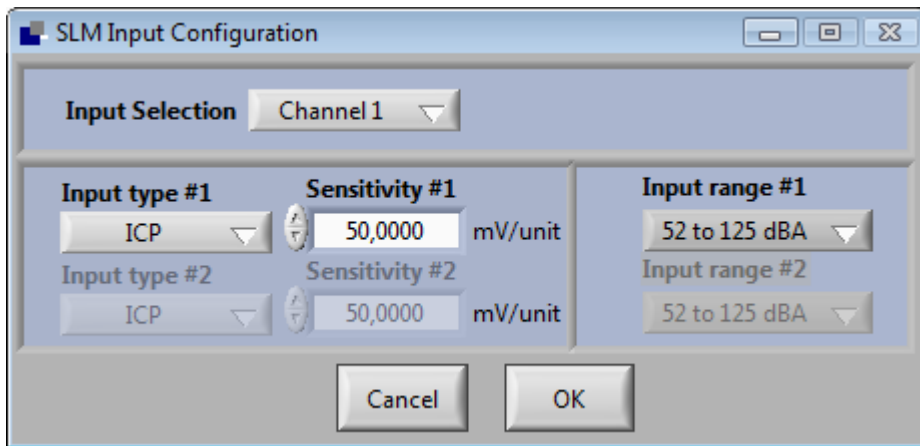 SLM Input Configuration
Input Selection Channel 1
Input type #1 Sensitivity #1 Input range #1
ICP 50,0000 mV/unit 52 to 125 dBA
Input type #2 Sensitivity #2 Input range #2
ICP 50,0000 mV/unit 52 to 125 dBA
Cancel OK